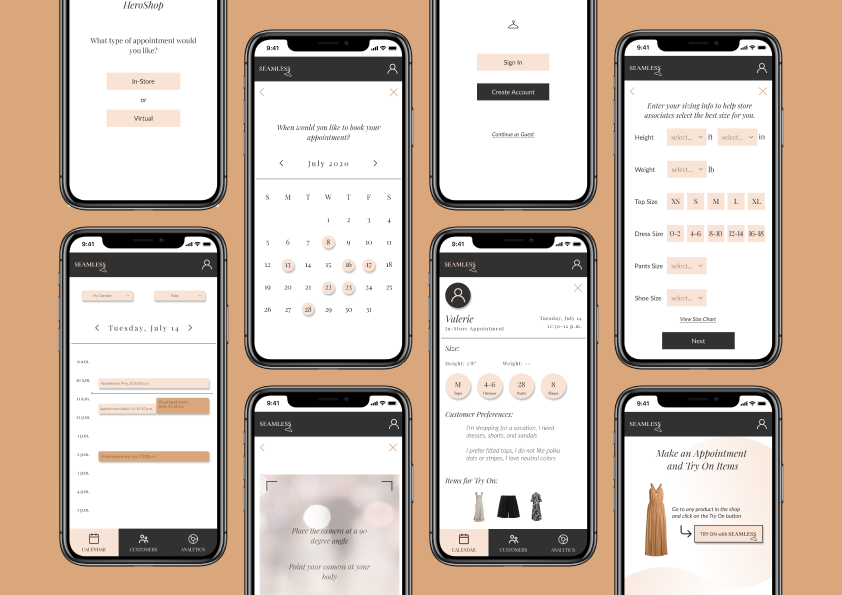 HeroShop
What type of appointment would
you like?
In-Store
or
Virtual
9:41
SEAMLESS
When would you like to book your
appointment?
July 2020
S M T W T F S
1 2 3 4
5 6 7 8 9 10 11
12 13 14 15 16 17 18
19 20 21 22 23 24 25
26 27 28 29 30 31
Sign In
Create Account
Continue as Guest
9:41
SEAMLESS
Enter your sizing info to help store
associates select the best size for you.
Height select... ft select... in
Weight select... lb
Top Size XS S M L XL
Dress Size 0-2 4-6 8-10 12-14 16-18
Pants Size select...
Shoe Size select...
View Size Chart
Next
9:41
SEAMLESS
My Calendar Today
Tuesday, July 14
9 a.m.
10 a.m.
11 a.m.
12 p.m.
1 p.m.
2 p.m.
3 p.m.
4 p.m.
5 p.m.
CALENDAR CUSTOMERS ANALYTICS
9:41
SEAMLESS
Place the camera at a 90
degree angle
Point your camera at your
body
9:41
SEAMLESS
Valerie
In-Store Appointment
Tuesday, July 14
11:30-12 p.m.
Size:
Height: 5'8" Weight: --
M 4-6 28 8
Tops Dresses Pants Shoes
Customer Preferences:
I'm shopping for a vacation, I need
dresses, shorts, and sandals
I prefer fitted tops, I do not like polka
dots or stripes, I love neutral colors
Items for Try On:
CALENDAR CUSTOMERS ANALYTICS
9:41
SEAMLESS
Make an Appointment
and Try On Items
Go to any product in the shop
and click on the Try On button
TRY ON with SEAMLESS